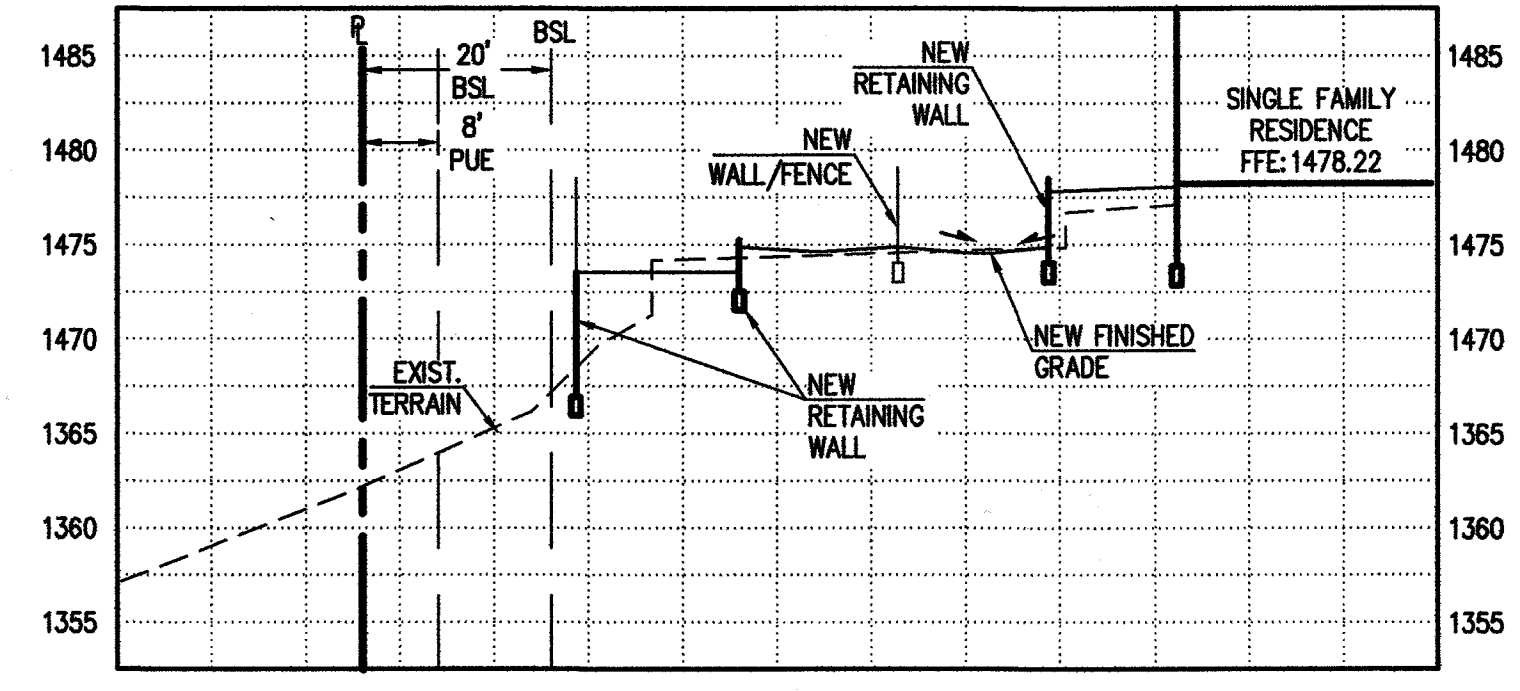 PL
BSL
1485
20'
BSL
8'
PUE
NEW
RETAINING
WALL
1485
SINGLE FAMILY
RESIDENCE
FFE: 1478.22
1480
NEW
WALL/FENCE
1480
1475
1475
1470
NEW FINISHED
GRADE
1470
EXIST.
TERRAIN
NEW
RETAINING
WALL
1365
1365
1360
1360
1355
1355